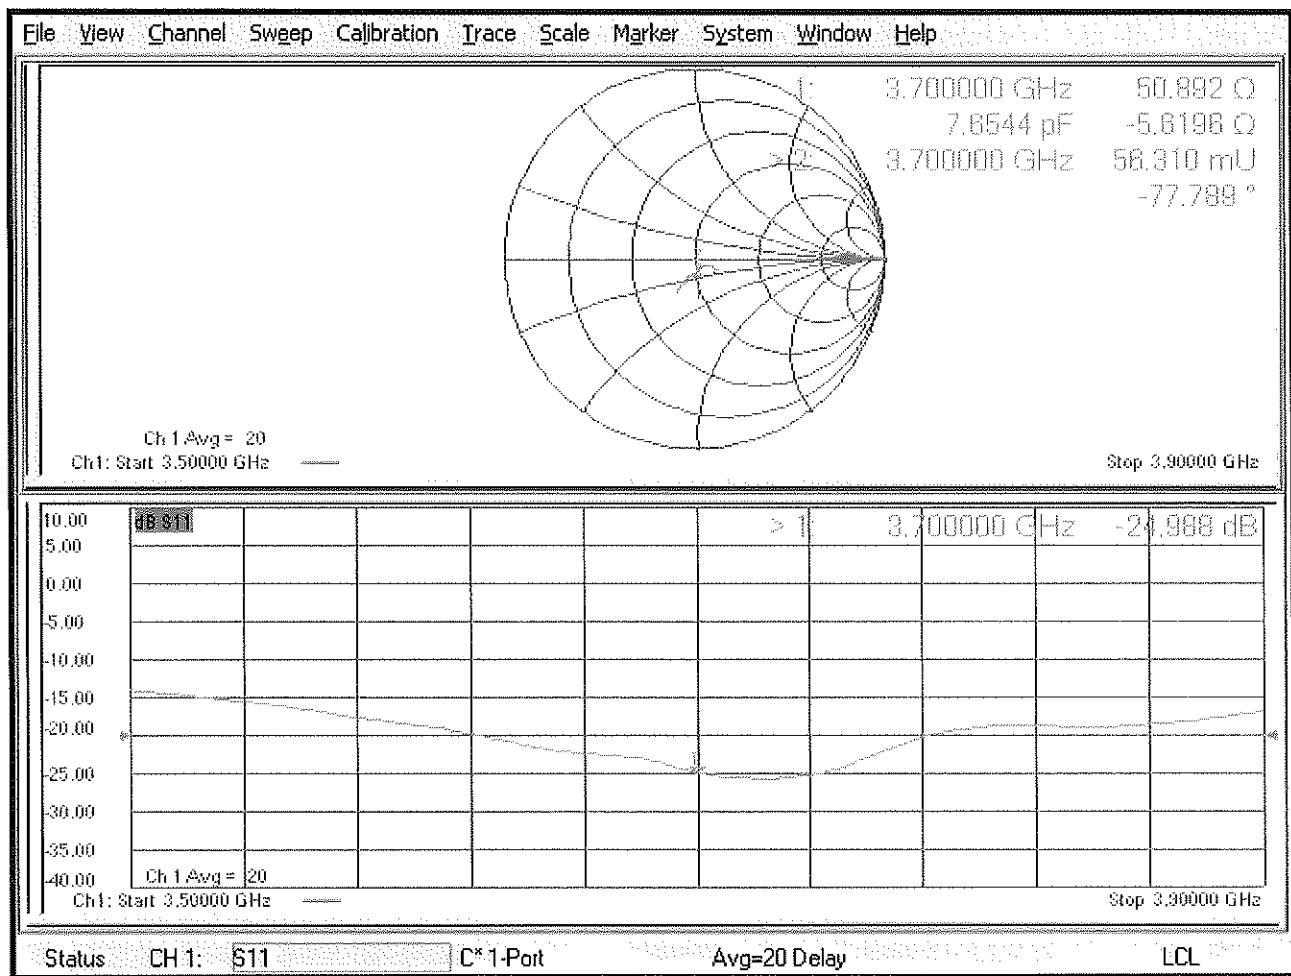 File View Channel Sweep Calibration Trace Scale Marker System Window Help
1: 3.700000 GHz 50.892 Ω
7.6544 pF -5.6196 Ω
> 2: 3.700000 GHz 56.310 mU
-77.789 °
Ch 1 Avg = 20
Ch1: Start 3.50000 GHz Stop 3.90000 GHz
10.00 dB S11 > 1: 3.700000 GHz -24.988 dB
5.00
0.00
-5.00
-10.00
-15.00
-20.00
-25.00
-30.00
-35.00
-40.00
Ch 1 Avg = 20
Ch1: Start 3.50000 GHz Stop 3.90000 GHz
Status CH 1: S11 C* 1-Port Avg=20 Delay LCL